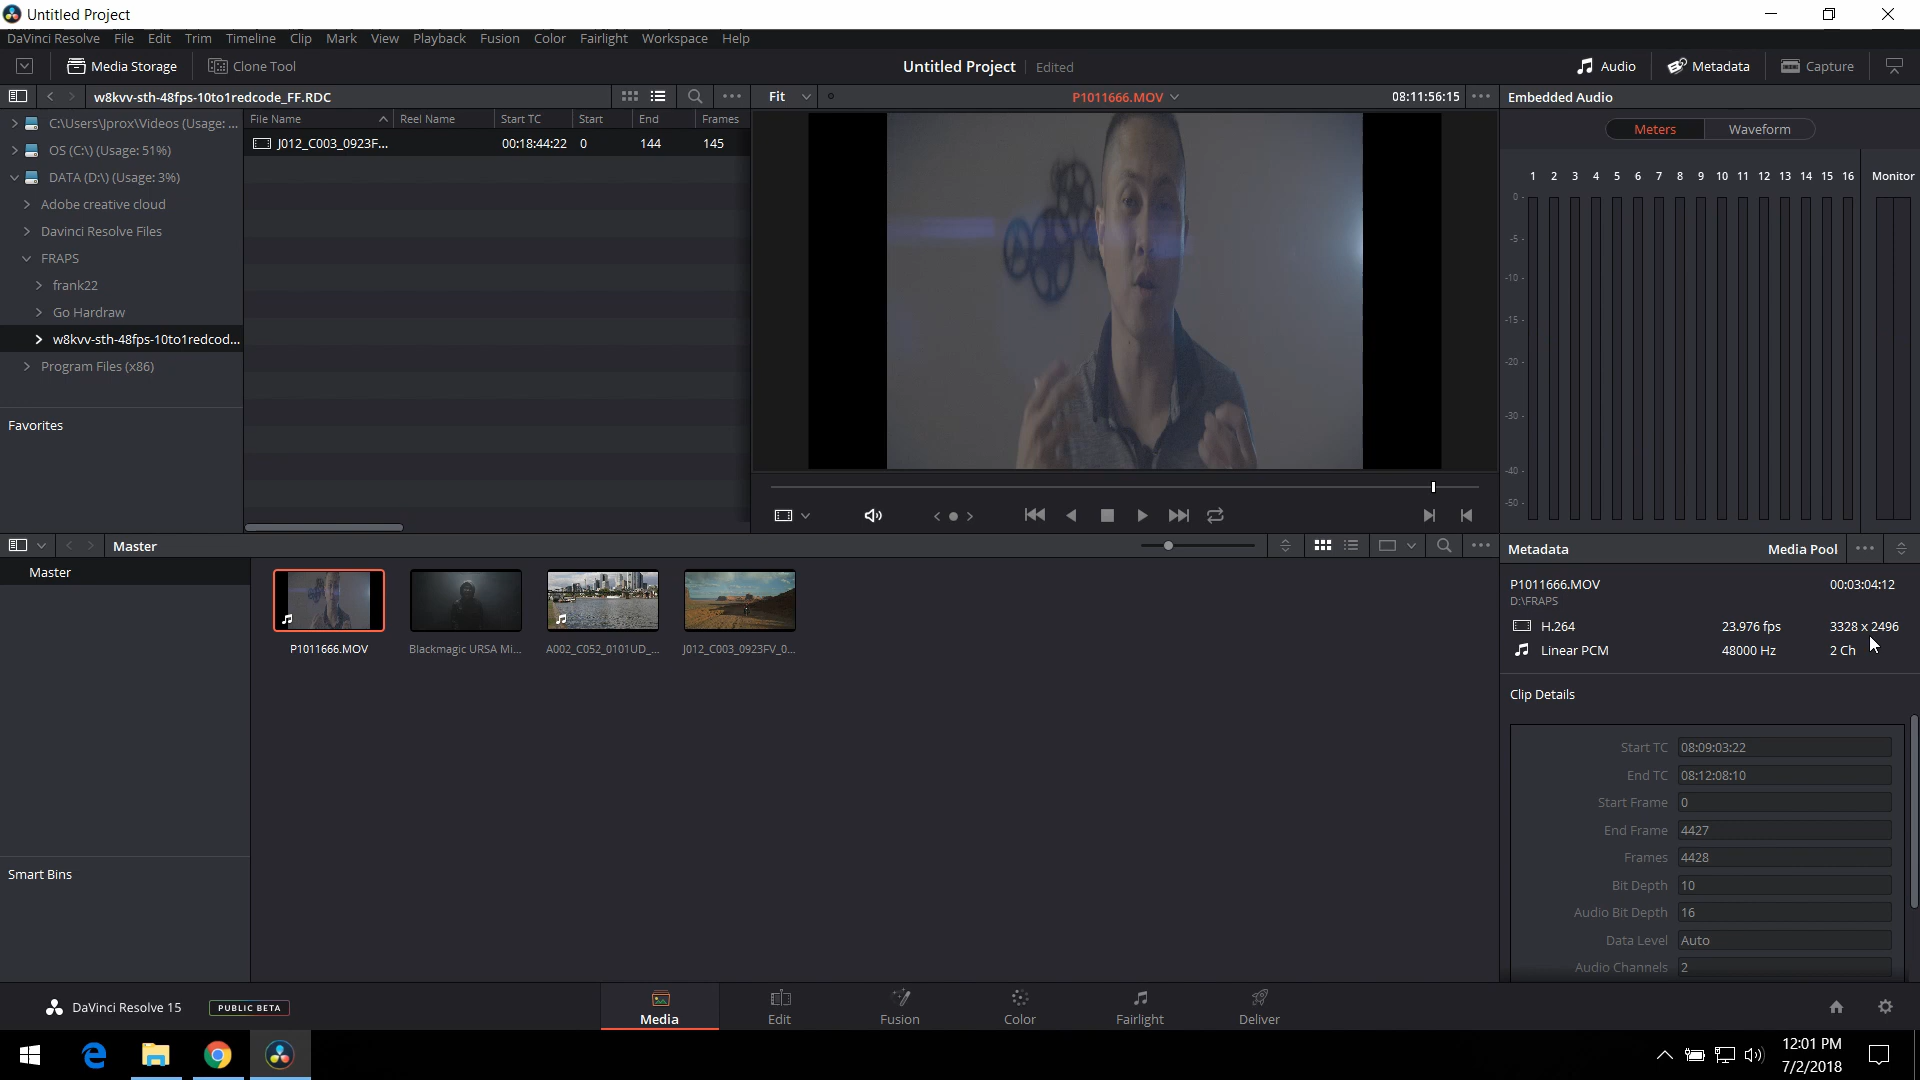 Untitled Project
DaVinci Resolve File Edit Trim Timeline Clip Mark View Playback Fusion Color Fairlight Workspace Help
Media Storage Clone Tool Untitled Project Edited Audio Metadata Capture
w8kvv-sth-48fps-10to1redcode_FF.RDC Fit P1011666.MOV 08:11:56:15 Embedded Audio
C:\Users\Jprox\Videos (Usage: ...
OS (C:\) (Usage: 51%)
DATA (D:\) (Usage: 3%)
Adobe creative cloud
Davinci Resolve Files
FRAPS
frank22
Go Hardraw
w8kvv-sth-48fps-10to1redcod...
Program Files (x86)
Favorites
File Name Reel Name Start TC Start End Frames
J012_C003_0923F... 00:18:44:22 0 144 145
Meters Waveform
1 2 3 4 5 6 7 8 9 10 11 12 13 14 15 16 Monitor
0
-5
-10
-15
-20
-30
-40
-50
Master
Master
Smart Bins
P1011666.MOV Blackmagic URSA Mi... A002_C052_0101UD_... J012_C003_0923FV_0...
Metadata Media Pool
P1011666.MOV 00:03:04:12
D:\FRAPS
H.264 23.976 fps 3328 x 2496
Linear PCM 48000 Hz 2 Ch
Clip Details
Start TC 08:09:03:22
End TC 08:12:08:10
Start Frame 0
End Frame 4427
Frames 4428
Bit Depth 10
Audio Bit Depth 16
Data Level Auto
Audio Channels 2
DaVinci Resolve 15 PUBLIC BETA Media Edit Fusion Color Fairlight Deliver
12:01 PM
7/2/2018